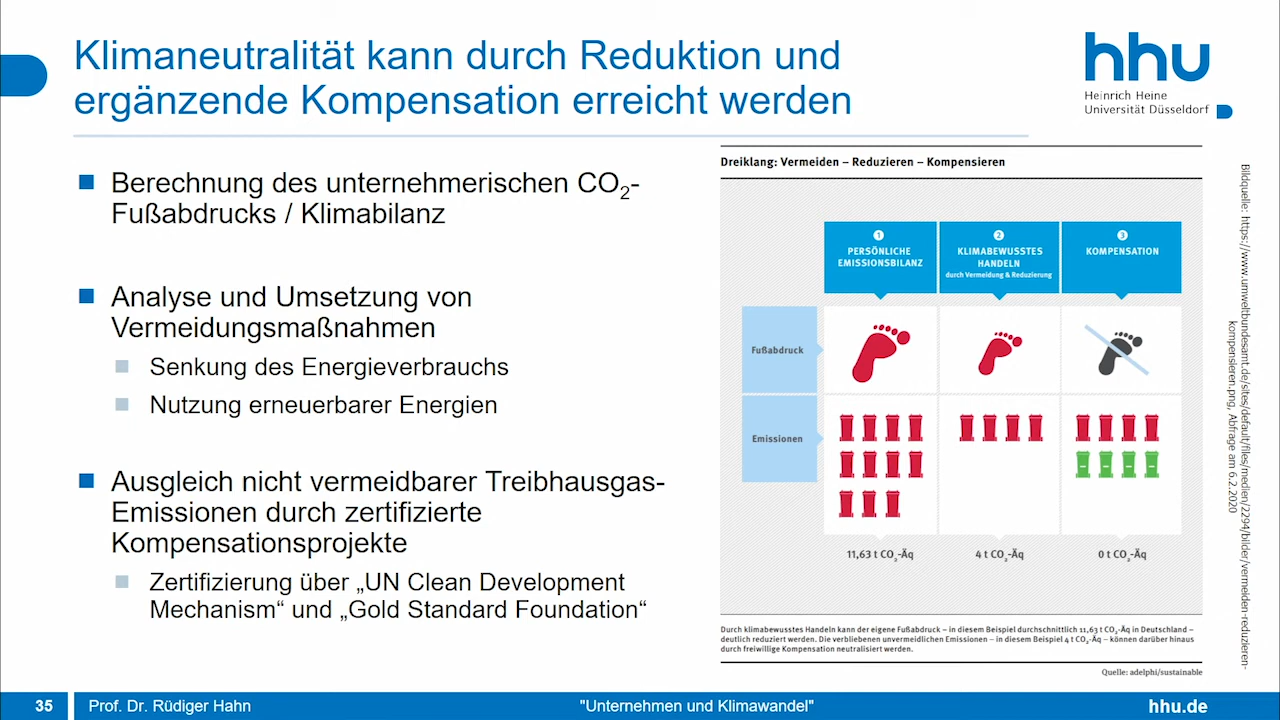 Klimaneutralität kann durch Reduktion und
ergänzende Kompensation erreicht werden
hhu
Heinrich Heine
Universität Düsseldorf
Berechnung des unternehmerischen CO₂-
Fußabdrucks / Klimabilanz
Analyse und Umsetzung von
Vermeidungsmaßnahmen
Senkung des Energieverbrauchs
Nutzung erneuerbarer Energien
Ausgleich nicht vermeidbarer Treibhausgas-
Emissionen durch zertifizierte
Kompensationsprojekte
Zertifizierung über „UN Clean Development
Mechanism“ und „Gold Standard Foundation“
Dreiklang: Vermeiden – Reduzieren – Kompensieren
1
PERSÖNLICHE
EMISSIONSBILANZ
2
KLIMABEWUSSTES
HANDELN
durch Vermeidung & Reduzierung
3
KOMPENSATION
Fußabdruck
Emissionen
11,63 t CO₂-Äq
4 t CO₂-Äq
0 t CO₂-Äq
Durch klimabewusstes Handeln kann der eigene Fußabdruck – in diesem Beispiel durchschnittlich 11,63 t CO₂-Äq in Deutschland –
deutlich reduziert werden. Die verbliebenen unvermeidlichen Emissionen – in diesem Beispiel 4 t CO₂-Äq – können darüber hinaus
durch freiwillige Kompensation neutralisiert werden.
Quelle: adelphi/sustainable
Bildquelle: https://www.umweltbundesamt.de/sites/default/files/medien/2294/bilder/vermeiden-reduzieren-
kompensieren.png, Abfrage am 6.2.2020
35
Prof. Dr. Rüdiger Hahn
"Unternehmen und Klimawandel"
hhu.de